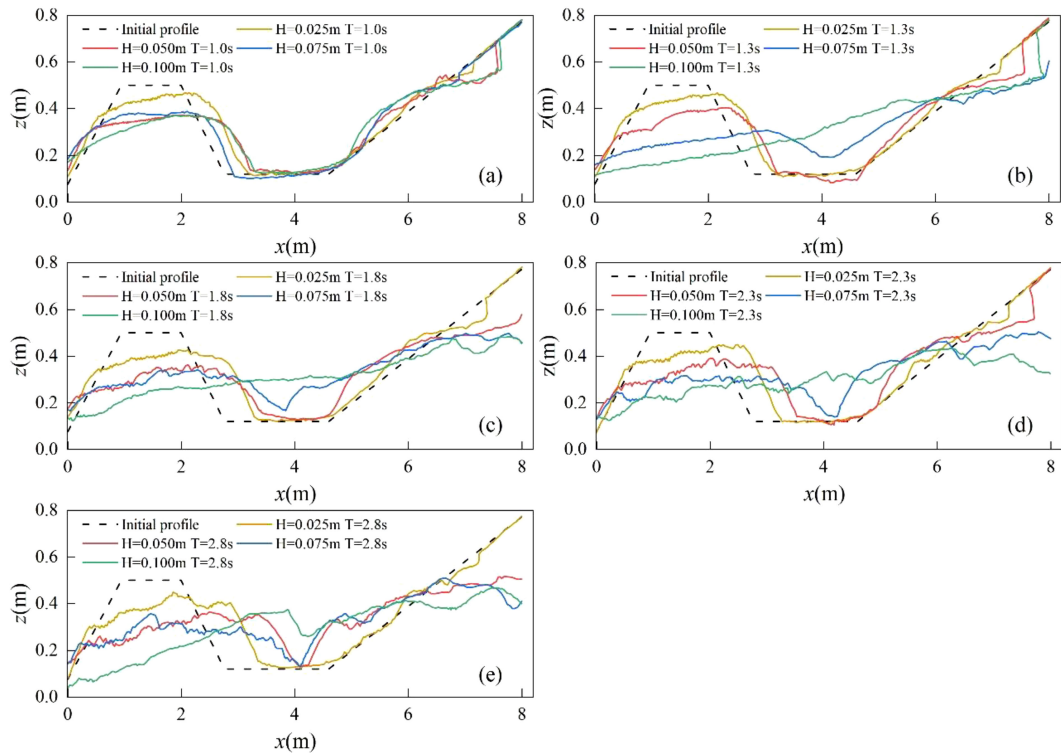 Initial profile H=0.025m T=1.0s
H=0.050m T=1.0s H=0.075m T=1.0s
H=0.100m T=1.0s
0.8
0.6
0.4
0.2
0.0
z(m)
(a)
0 2 4 6 8
x(m)
Initial profile H=0.025m T=1.3s
H=0.050m T=1.3s H=0.075m T=1.3s
H=0.100m T=1.3s
0.8
0.6
0.4
0.2
0.0
z(m)
(b)
0 2 4 6 8
x(m)
Initial profile H=0.025m T=1.8s
H=0.050m T=1.8s H=0.075m T=1.8s
H=0.100m T=1.8s
0.8
0.6
0.4
0.2
0.0
z(m)
(c)
0 2 4 6 8
x(m)
Initial profile H=0.025m T=2.3s
H=0.050m T=2.3s H=0.075m T=2.3s
H=0.100m T=2.3s
0.8
0.6
0.4
0.2
0.0
z(m)
(d)
0 2 4 6 8
x(m)
Initial profile H=0.025m T=2.8s
H=0.050m T=2.8s H=0.075m T=2.8s
H=0.100m T=2.8s
0.8
0.6
0.4
0.2
0.0
z(m)
(e)
0 2 4 6 8
x(m)